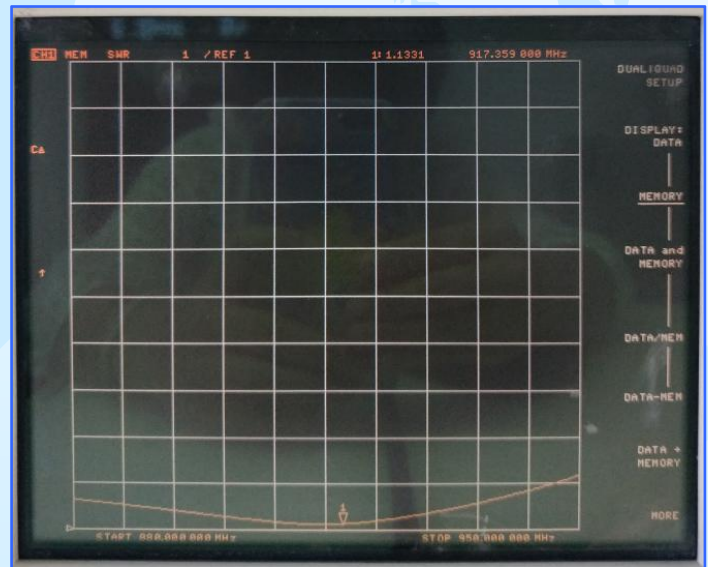 CH1 MEM SWR 1 / REF 1 1: 1.1331 917.359 000 MHz
DUAL|QUAD
SETUP
DISPLAY:
DATA
CΔ
MEMORY
DATA and
MEMORY
↑
DATA/MEM
DATA-MEM
DATA +
MEMORY
1
MORE
START 880.000 000 MHz STOP 950.000 000 MHz